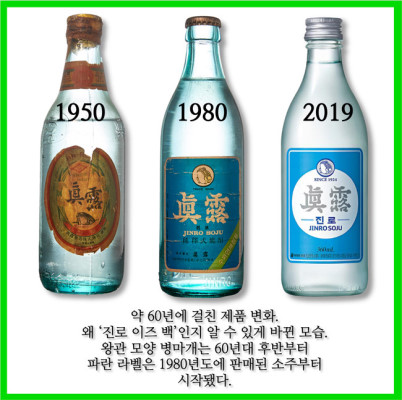 1950
1980
2019
眞露
眞露
JINRO SOJU
SINCE 1924
眞露
진로
JINRO SOJU
360ml
약 60년에 걸친 제품 변화.
왜 '진로 이즈 백'인지 알 수 있게 바뀐 모습.
왕관 모양 병마개는 60년대 후반부터
파란 라벨은 1980년도에 판매된 소주부터
시작됐다.